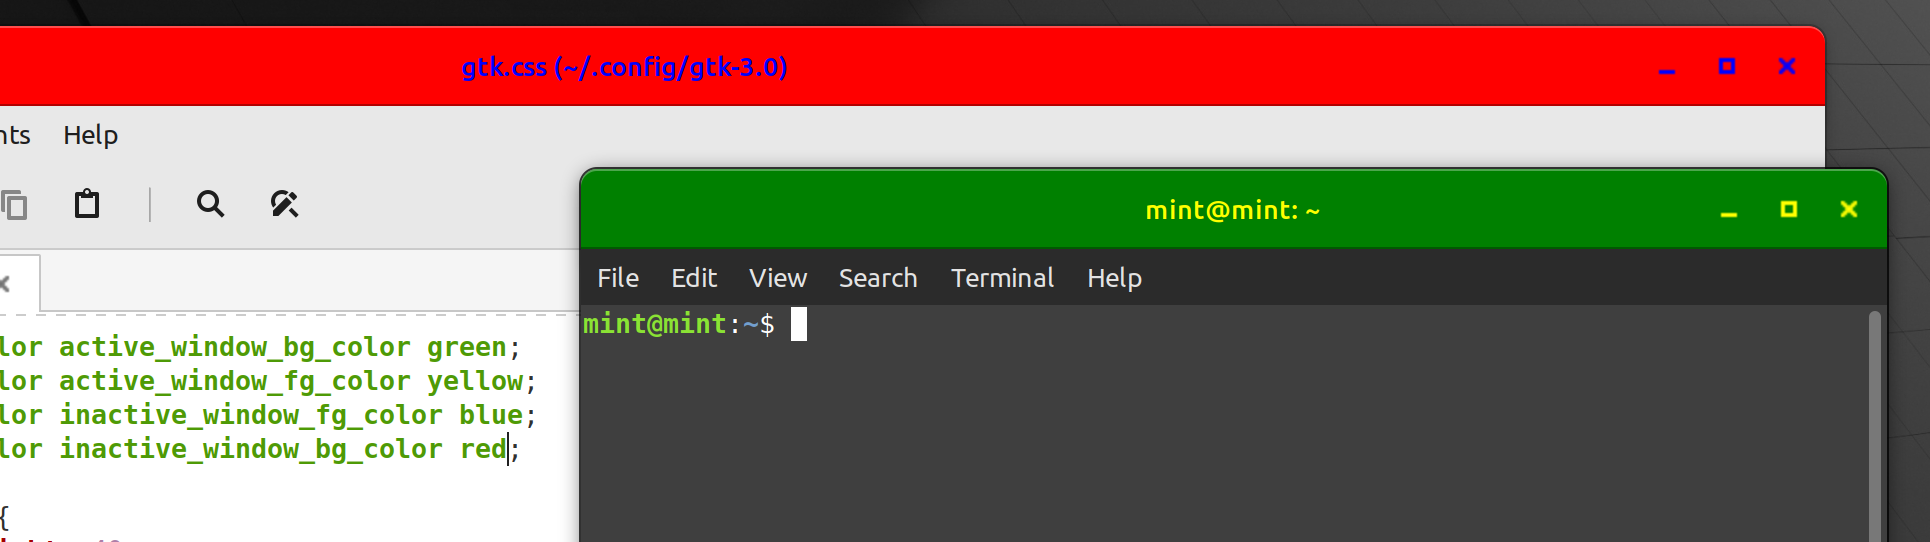 gtk.css (~/.config/gtk-3.0)
nts Help
mint@mint: ~
File Edit View Search Terminal Help
mint@mint:~$
lor active_window_bg_color green;
lor active_window_fg_color yellow;
lor inactive_window_fg_color blue;
lor inactive_window_bg_color red;
{